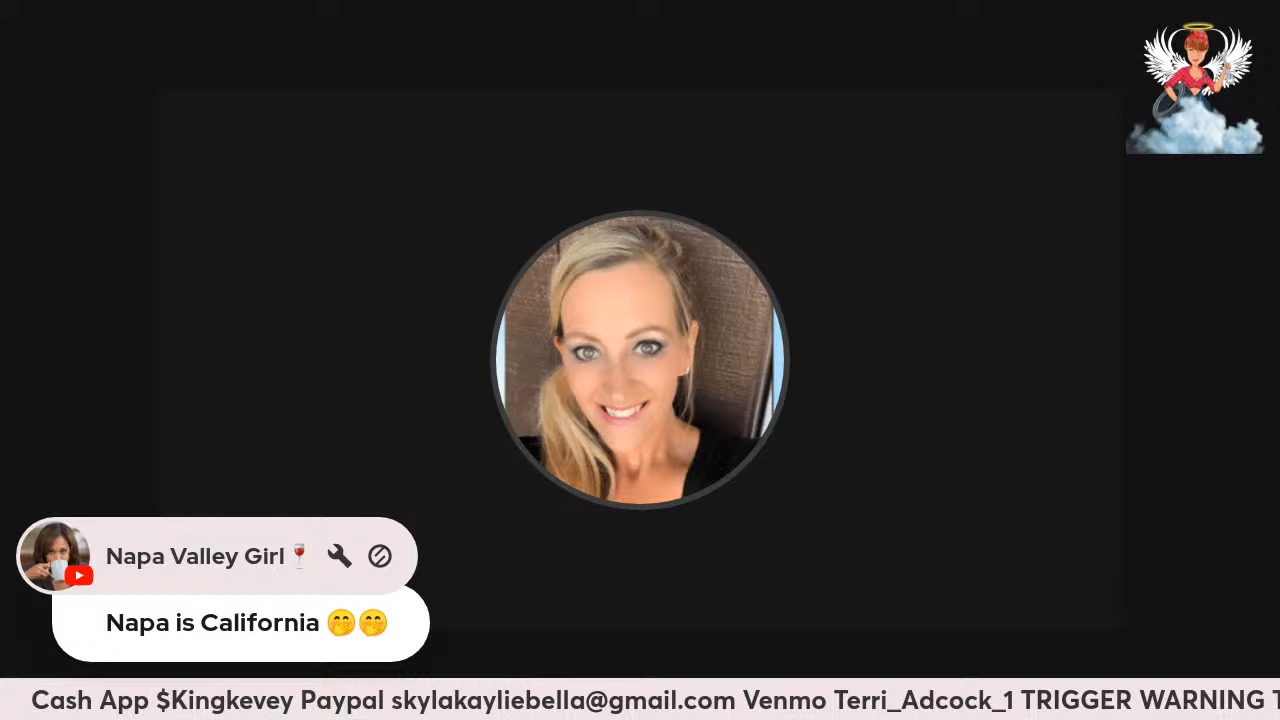 Napa Valley Girl🍷
Napa is California 🤭🤭
Cash App $Kingkevey Paypal skylakayliebella@gmail.com Venmo Terri_Adcock_1 TRIGGER WARNING T